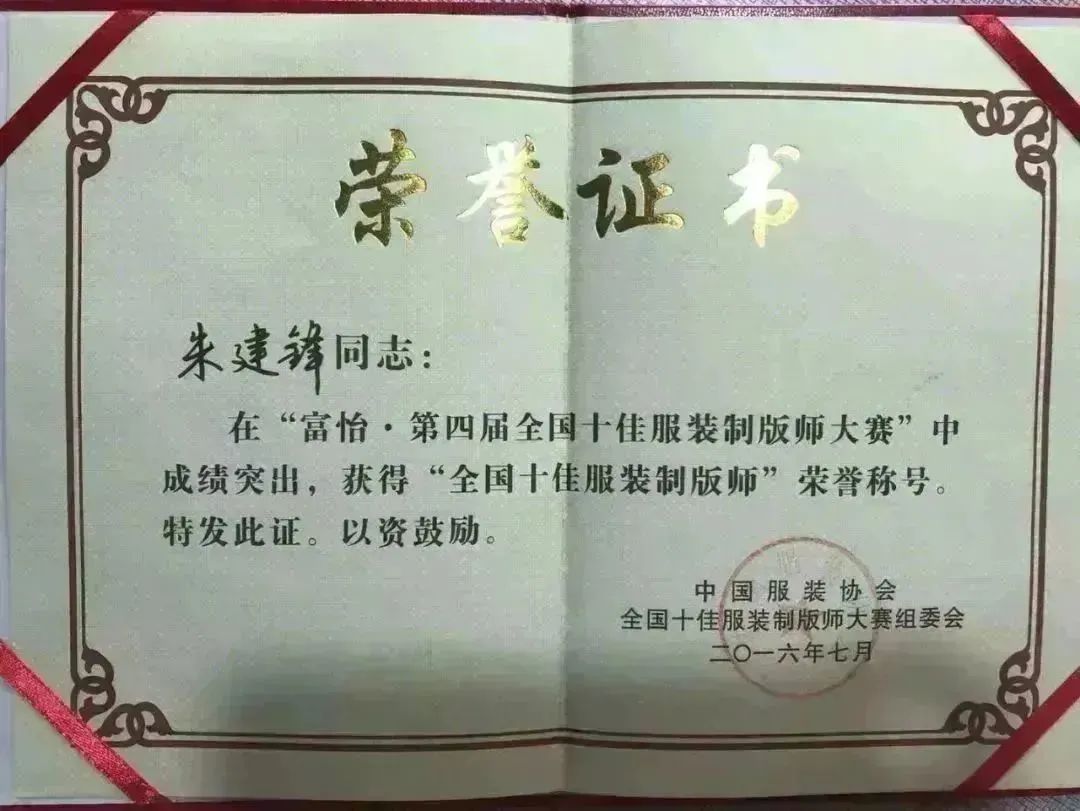 荣誉证书
朱建锋同志：
在“富怡·第四届全国十佳服装制版师大赛”中
成绩突出，获得“全国十佳服装制版师”荣誉称号。
特发此证。以资鼓励。
中国服装协会
全国十佳服装制版师大赛组委会
二〇一六年七月